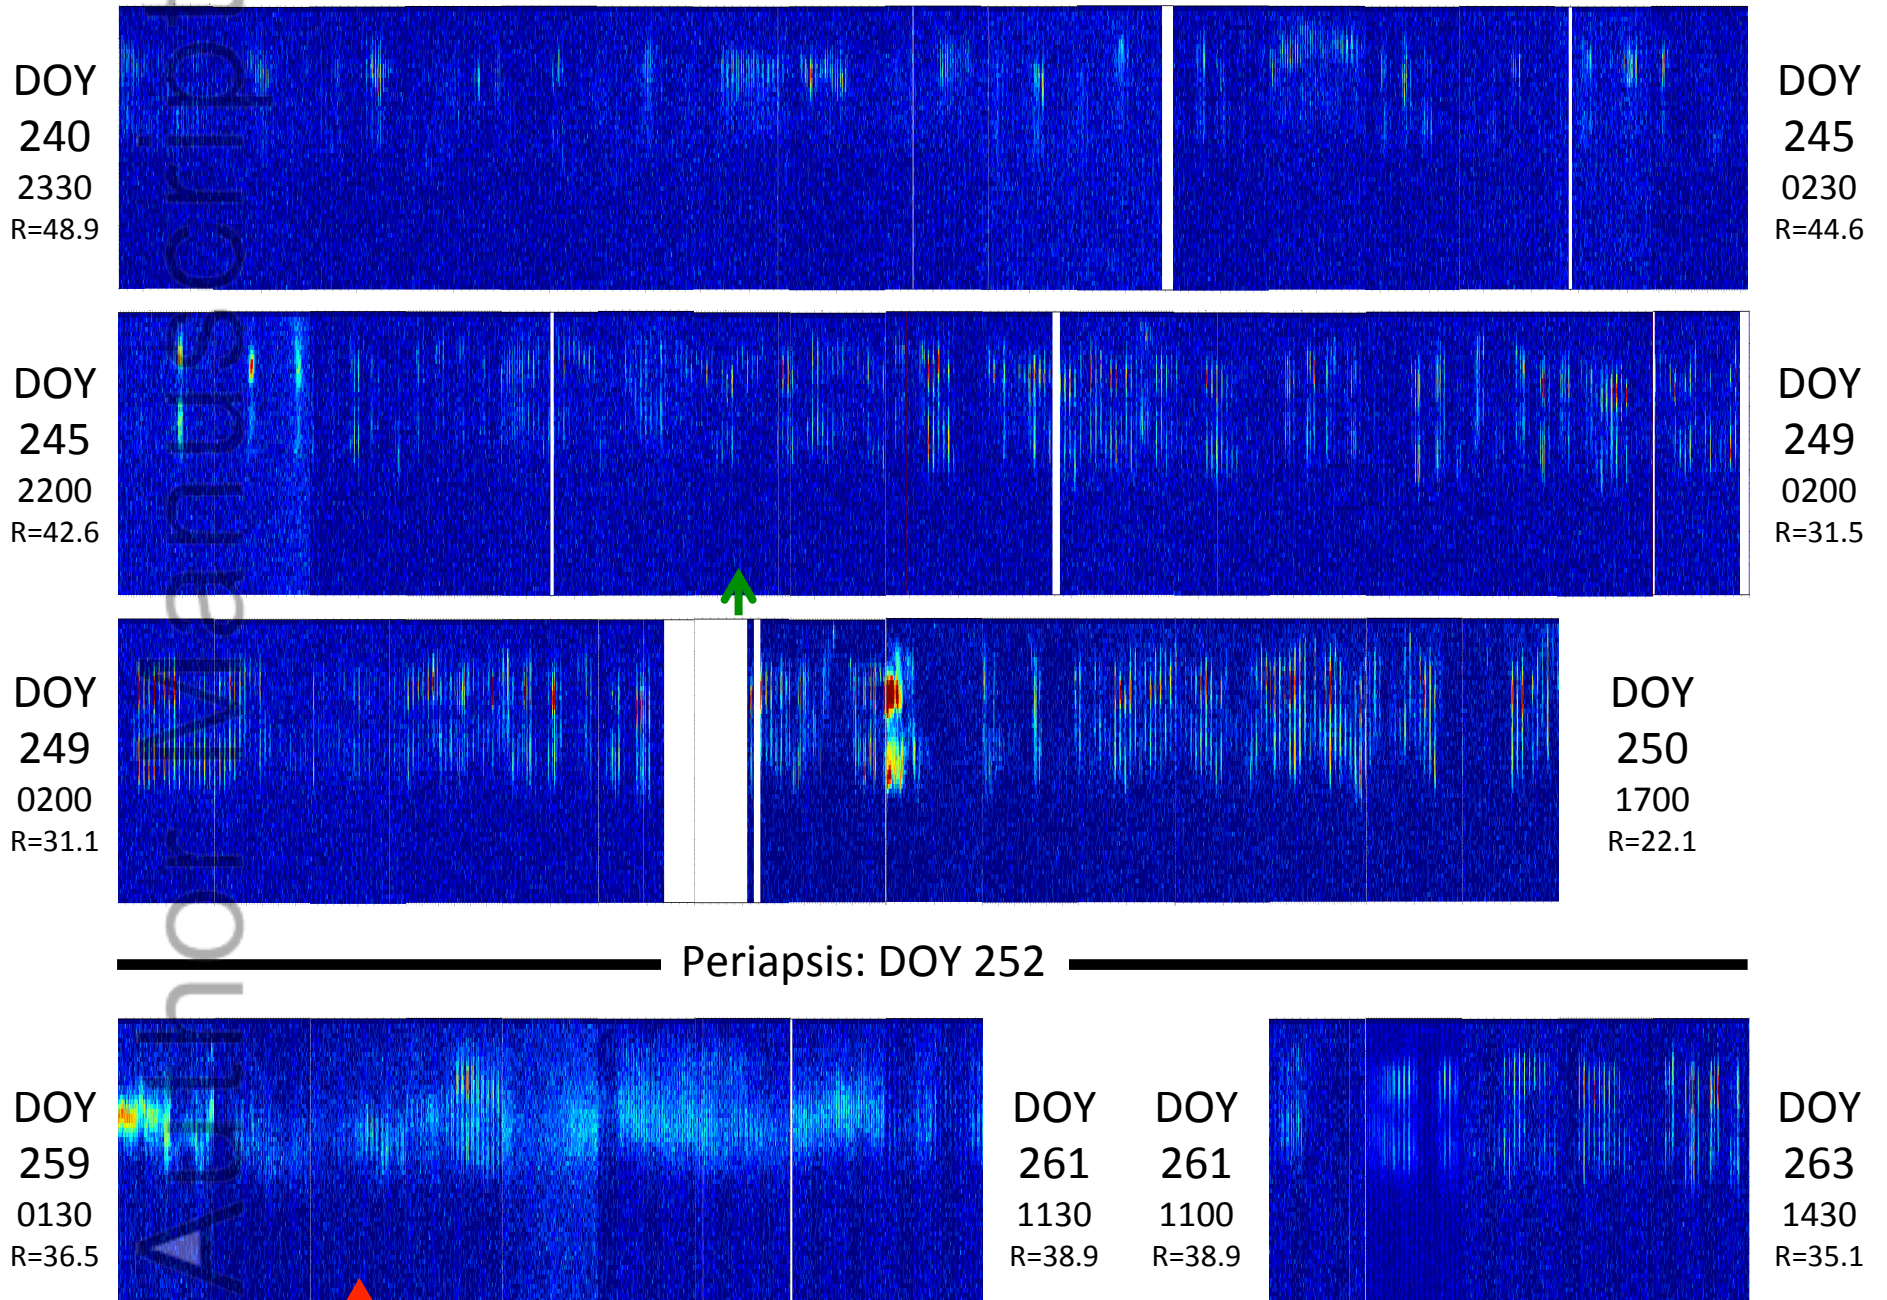 DOY
240
2330
R=48.9
DOY
245
0230
R=44.6
DOY
245
2200
R=42.6
DOY
249
0200
R=31.5
DOY
249
0200
R=31.1
DOY
250
1700
R=22.1
Periapsis: DOY 252
DOY
259
0130
R=36.5
DOY
261
1130
R=38.9
DOY
261
1100
R=38.9
DOY
263
1430
R=35.1
Author Manuscript